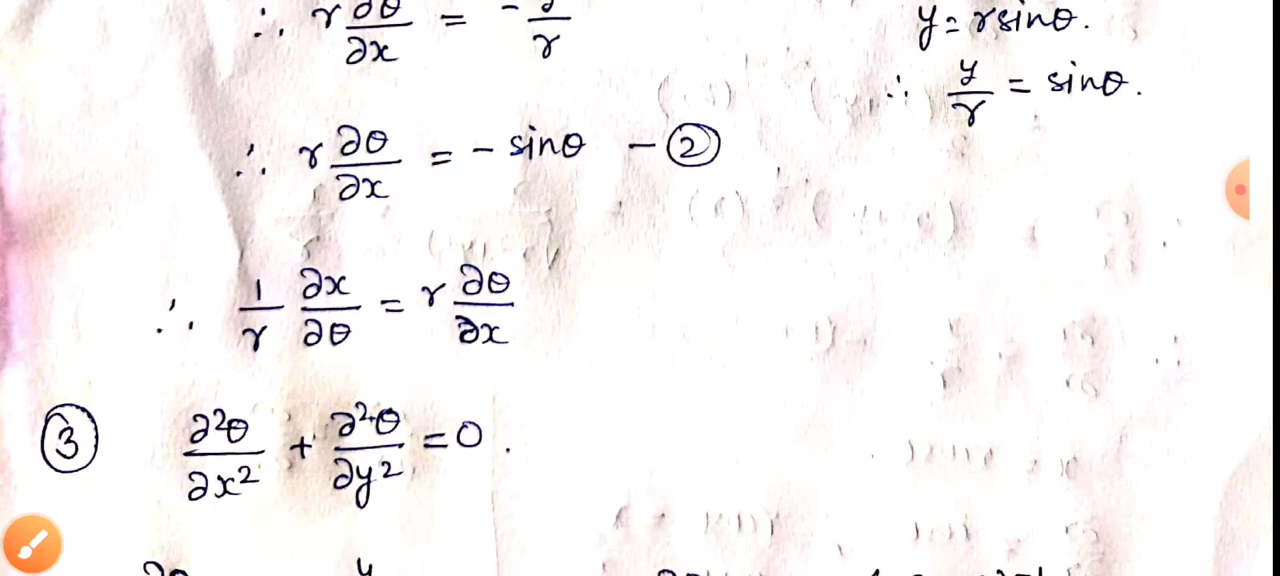 ∴ r ∂θ/∂x = - y/r
y = r sinθ.
∴ y/r = sinθ.
∴ r ∂θ/∂x = - sinθ - ②
∴ 1/r ∂x/∂θ = r ∂θ/∂x
③ ∂²θ/∂x² + ∂²θ/∂y² = 0.